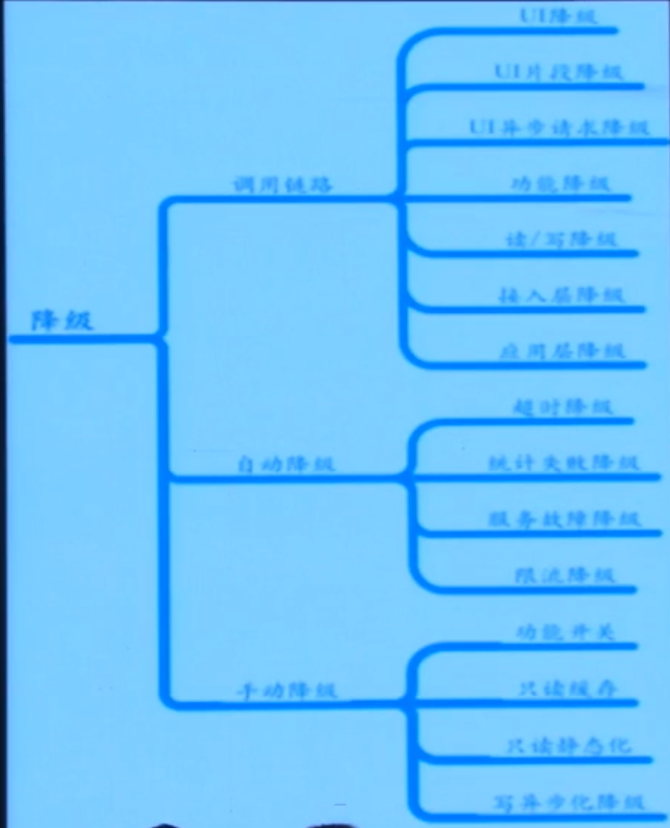 降级
调用链路
UI降级
UI片段降级
UI异步请求降级
功能降级
读/写降级
接入层降级
应用层降级
自动降级
超时降级
统计失败降级
服务故障降级
限流降级
手动降级
功能开关
只读缓存
只读静态化
写异步化降级